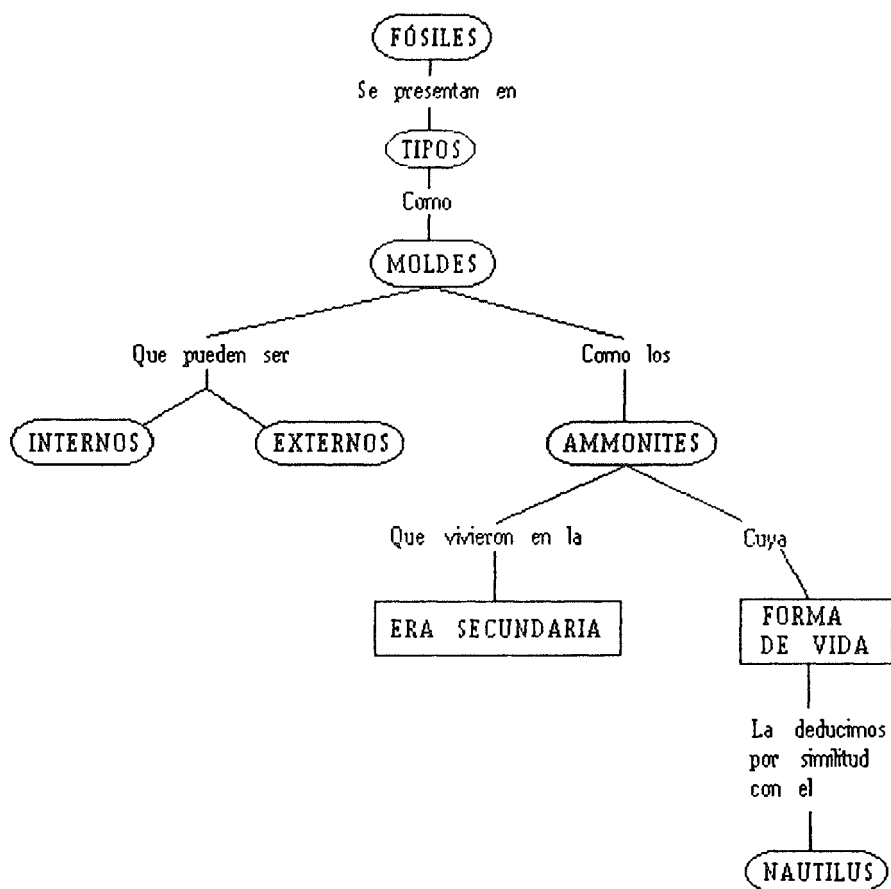 FÓSILES
Se presentan en
TIPOS
Como
MOLDES
Que pueden ser
Como los
INTERNOS
EXTERNOS
AMMONITES
Que vivieron en la
Cuya
ERA SECUNDARIA
FORMA
DE VIDA
La deducimos
por similitud
con el
NAUTILUS